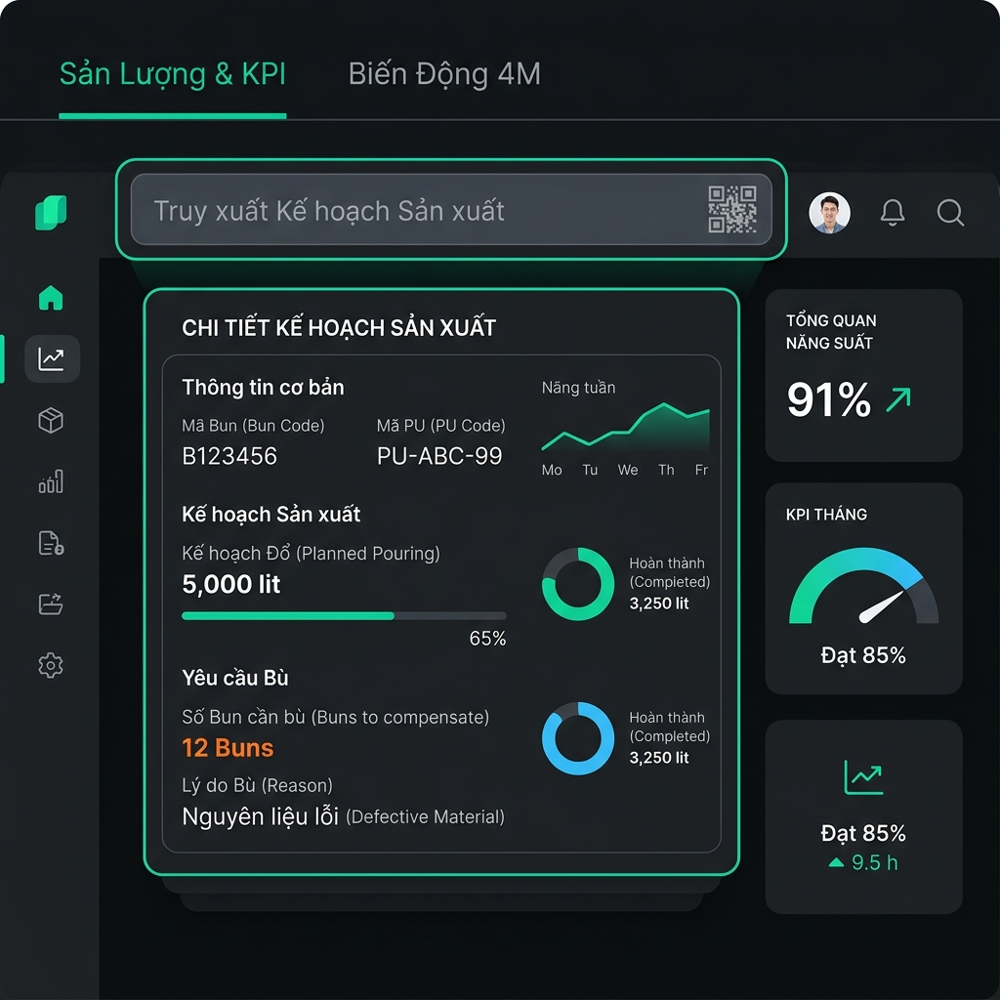 Sản Lượng & KPI
Biến Động 4M
Truy xuất Kế hoạch Sản xuất
CHI TIẾT KẾ HOẠCH SẢN XUẤT
Thông tin cơ bản
Mã Bun (Bun Code)
B123456
Mã PU (PU Code)
PU-ABC-99
Năng tuần
Mo Tu We Th Fr
Kế hoạch Sản xuất
Kế hoạch Đổ (Planned Pouring)
5,000 lit
65%
Hoàn thành
(Completed)
3,250 lit
Yêu cầu Bù
Số Bun cần bù (Buns to compensate)
12 Buns
Lý do Bù (Reason)
Nguyên liệu lỗi (Defective Material)
Hoàn thành
(Completed)
3,250 lit
TỔNG QUAN
NĂNG SUẤT
91%
KPI THÁNG
Đạt 85%
Đạt 85%
9.5 h